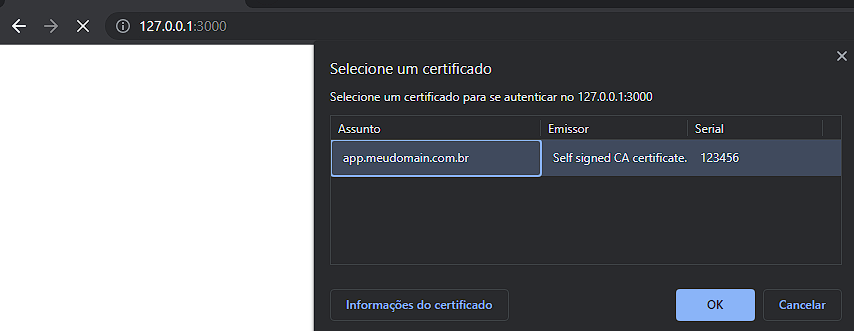 127.0.0.1:3000
Selecione um certificado
Selecione um certificado para se autenticar no 127.0.0.1:3000
Assunto Emissor Serial
app.meudomain.com.br Self signed CA certificate. 123456
Informações do certificado OK Cancelar